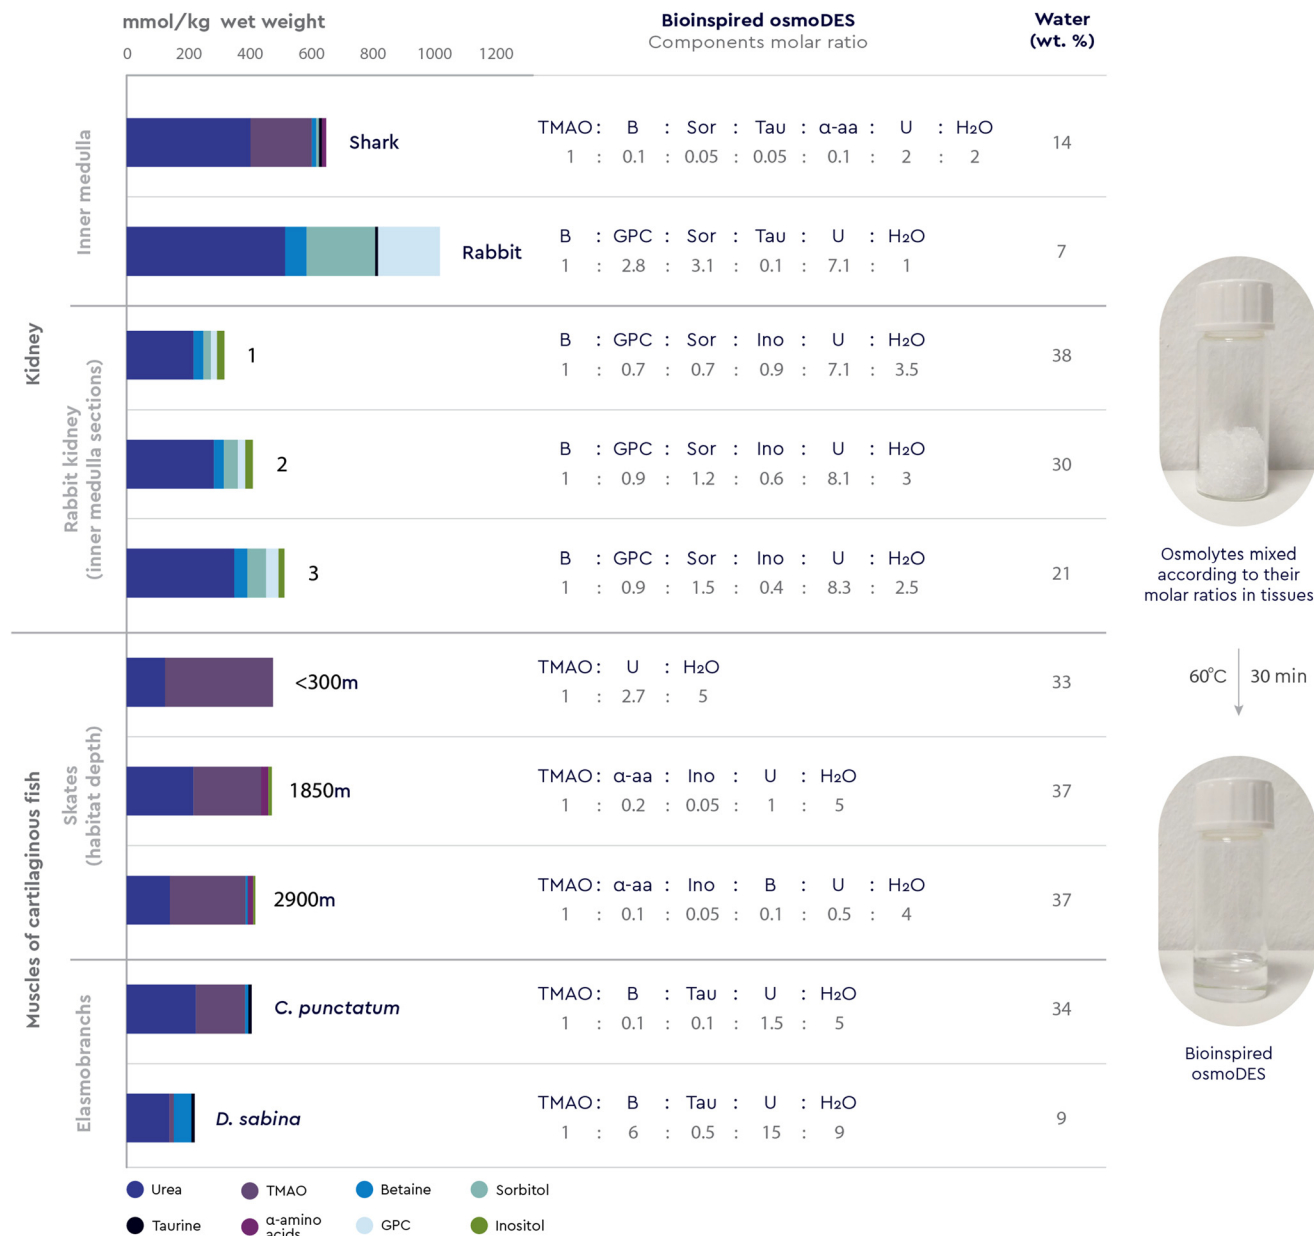 mmol/kg wet weight
0 200 400 600 800 1000 1200
Bioinspired osmoDES
Components molar ratio
Water
(wt. %)
Kidney
Inner medulla
Shark
TMAO : B : Sor : Tau : α-aa : U : H₂O
1 : 0.1 : 0.05 : 0.05 : 0.1 : 2 : 2
14
Rabbit
B : GPC : Sor : Tau : U : H₂O
1 : 2.8 : 3.1 : 0.1 : 7.1 : 1
7
Rabbit kidney
(inner medulla sections)
1
B : GPC : Sor : Ino : U : H₂O
1 : 0.7 : 0.7 : 0.9 : 7.1 : 3.5
38
2
B : GPC : Sor : Ino : U : H₂O
1 : 0.9 : 1.2 : 0.6 : 8.1 : 3
30
3
B : GPC : Sor : Ino : U : H₂O
1 : 0.9 : 1.5 : 0.4 : 8.3 : 2.5
21
Muscles of cartilaginous fish
Skates
(habitat depth)
<300m
TMAO : U : H₂O
1 : 2.7 : 5
33
1850m
TMAO : α-aa : Ino : U : H₂O
1 : 0.2 : 0.05 : 1 : 5
37
2900m
TMAO : α-aa : Ino : B : U : H₂O
1 : 0.1 : 0.05 : 0.1 : 0.5 : 4
37
Elasmobranchs
C. punctatum
TMAO : B : Tau : U : H₂O
1 : 0.1 : 0.1 : 1.5 : 5
34
D. sabina
TMAO : B : Tau : U : H₂O
1 : 6 : 0.5 : 15 : 9
9
Urea
TMAO
Betaine
Sorbitol
Taurine
α-amino
acids
GPC
Inositol
Osmolytes mixed
according to their
molar ratios in tissues
60°C 30 min
Bioinspired
osmoDES